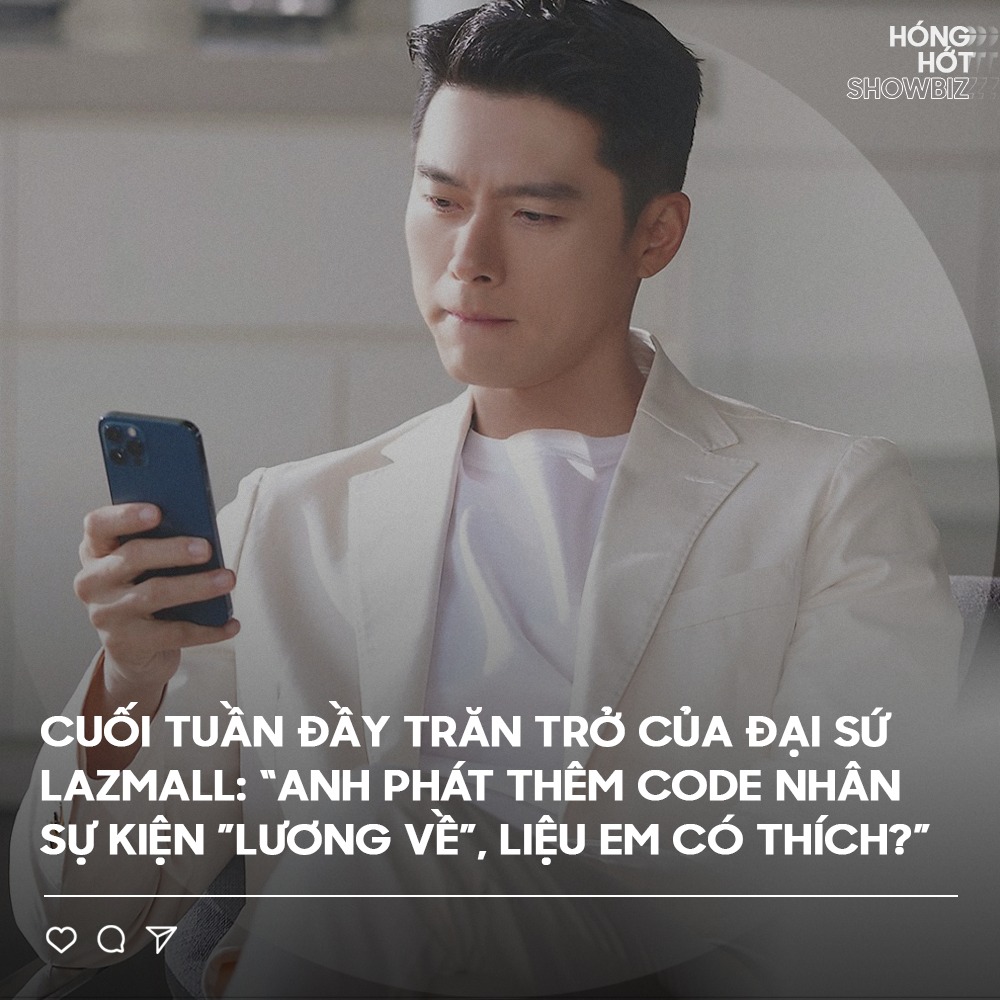 HÓNG
HỚT
SHOWBIZ
CUỐI TUẦN ĐẦY TRĂN TRỞ CỦA ĐẠI SỨ
LAZMALL: “ANH PHÁT THÊM CODE NHÂN
SỰ KIỆN ”LƯƠNG VỀ”, LIỆU EM CÓ THÍCH?”